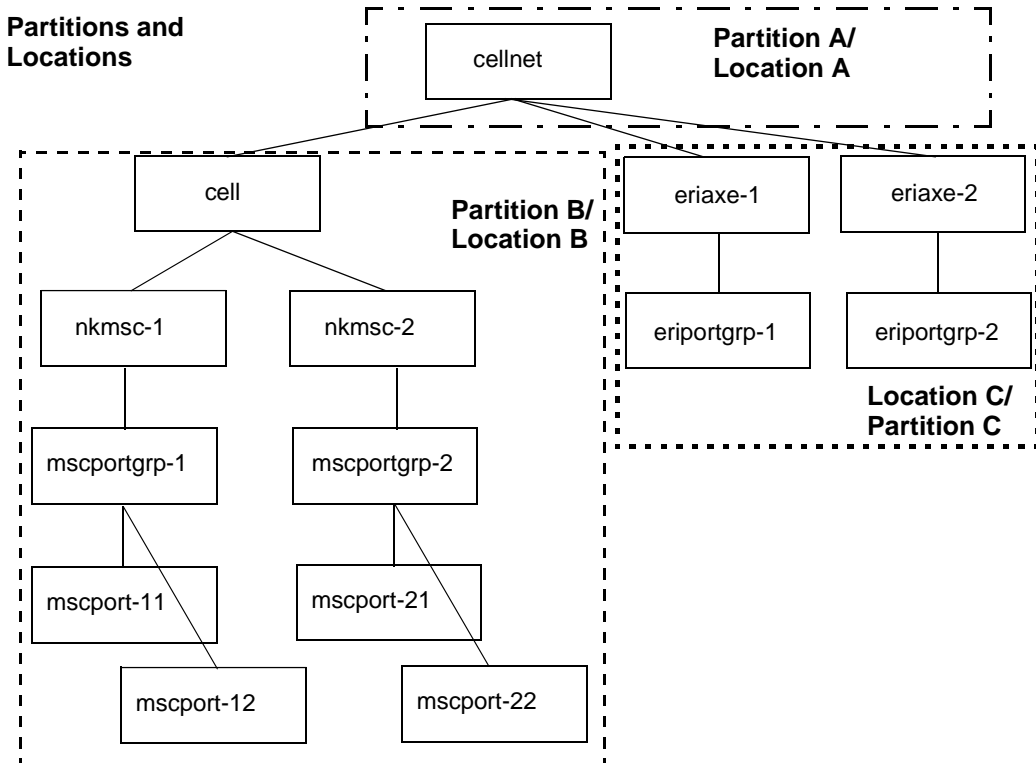 Partitions and
Locations
cellnet
Partition A/
Location A
cell
Partition B/
Location B
eriaxe-1
eriaxe-2
nkmsc-1
nkmsc-2
eriportgrp-1
eriportgrp-2
Location C/
Partition C
mscportgrp-1
mscportgrp-2
mscport-11
mscport-21
mscport-12
mscport-22